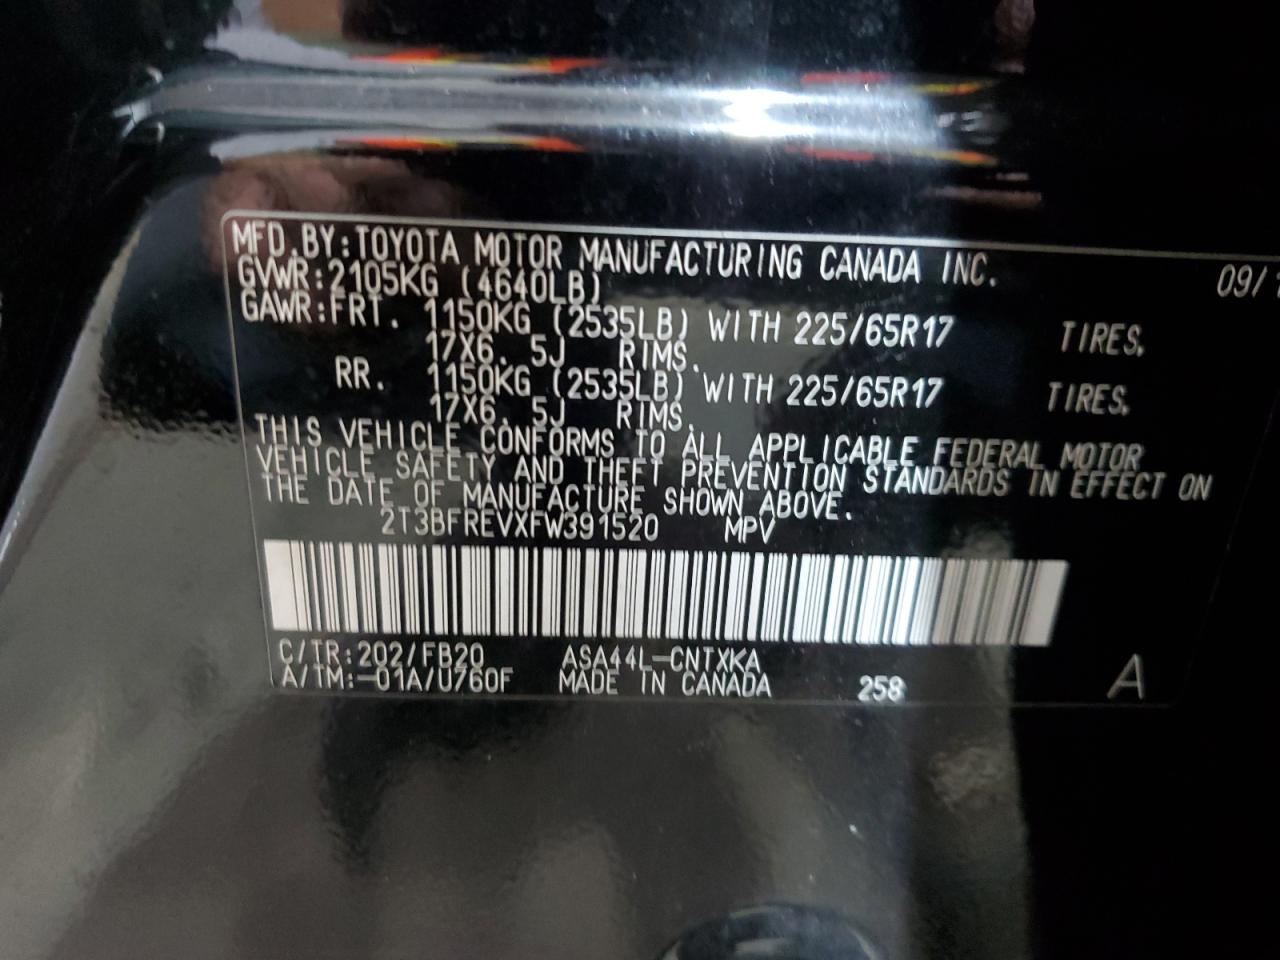 MFD. BY: TOYOTA MOTOR MANUFACTURING CANADA INC. 09/
GVWR: 2105KG (4640LB)
GAWR: FRT. 1150KG (2535LB) WITH 225/65R17 TIRES.
17X6. 5J RIMS.
RR. 1150KG (2535LB) WITH 225/65R17 TIRES.
17X6. 5J RIMS.
THIS VEHICLE CONFORMS TO ALL APPLICABLE FEDERAL MOTOR
VEHICLE SAFETY AND THEFT PREVENTION STANDARDS IN EFFECT ON
THE DATE OF MANUFACTURE SHOWN ABOVE.
2T3BFREVXFW391520 MPV
C/TR: 202/FB20 ASA44L-CNTXKA
A/TM: -01A/U760F MADE IN CANADA 258 A